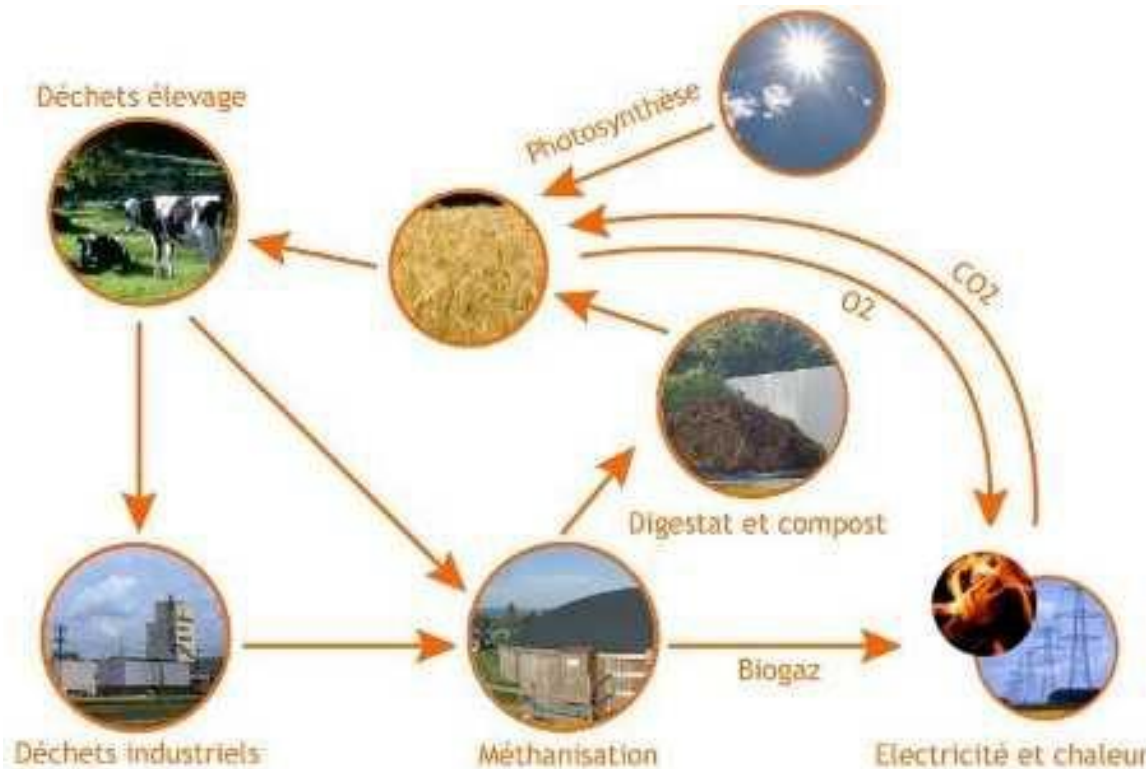 Déchets élevage
Photosynthèse
CO2
O2
Digestat et compost
Biogaz
Déchets industriels
Méthanisation
Electricité et chaleur